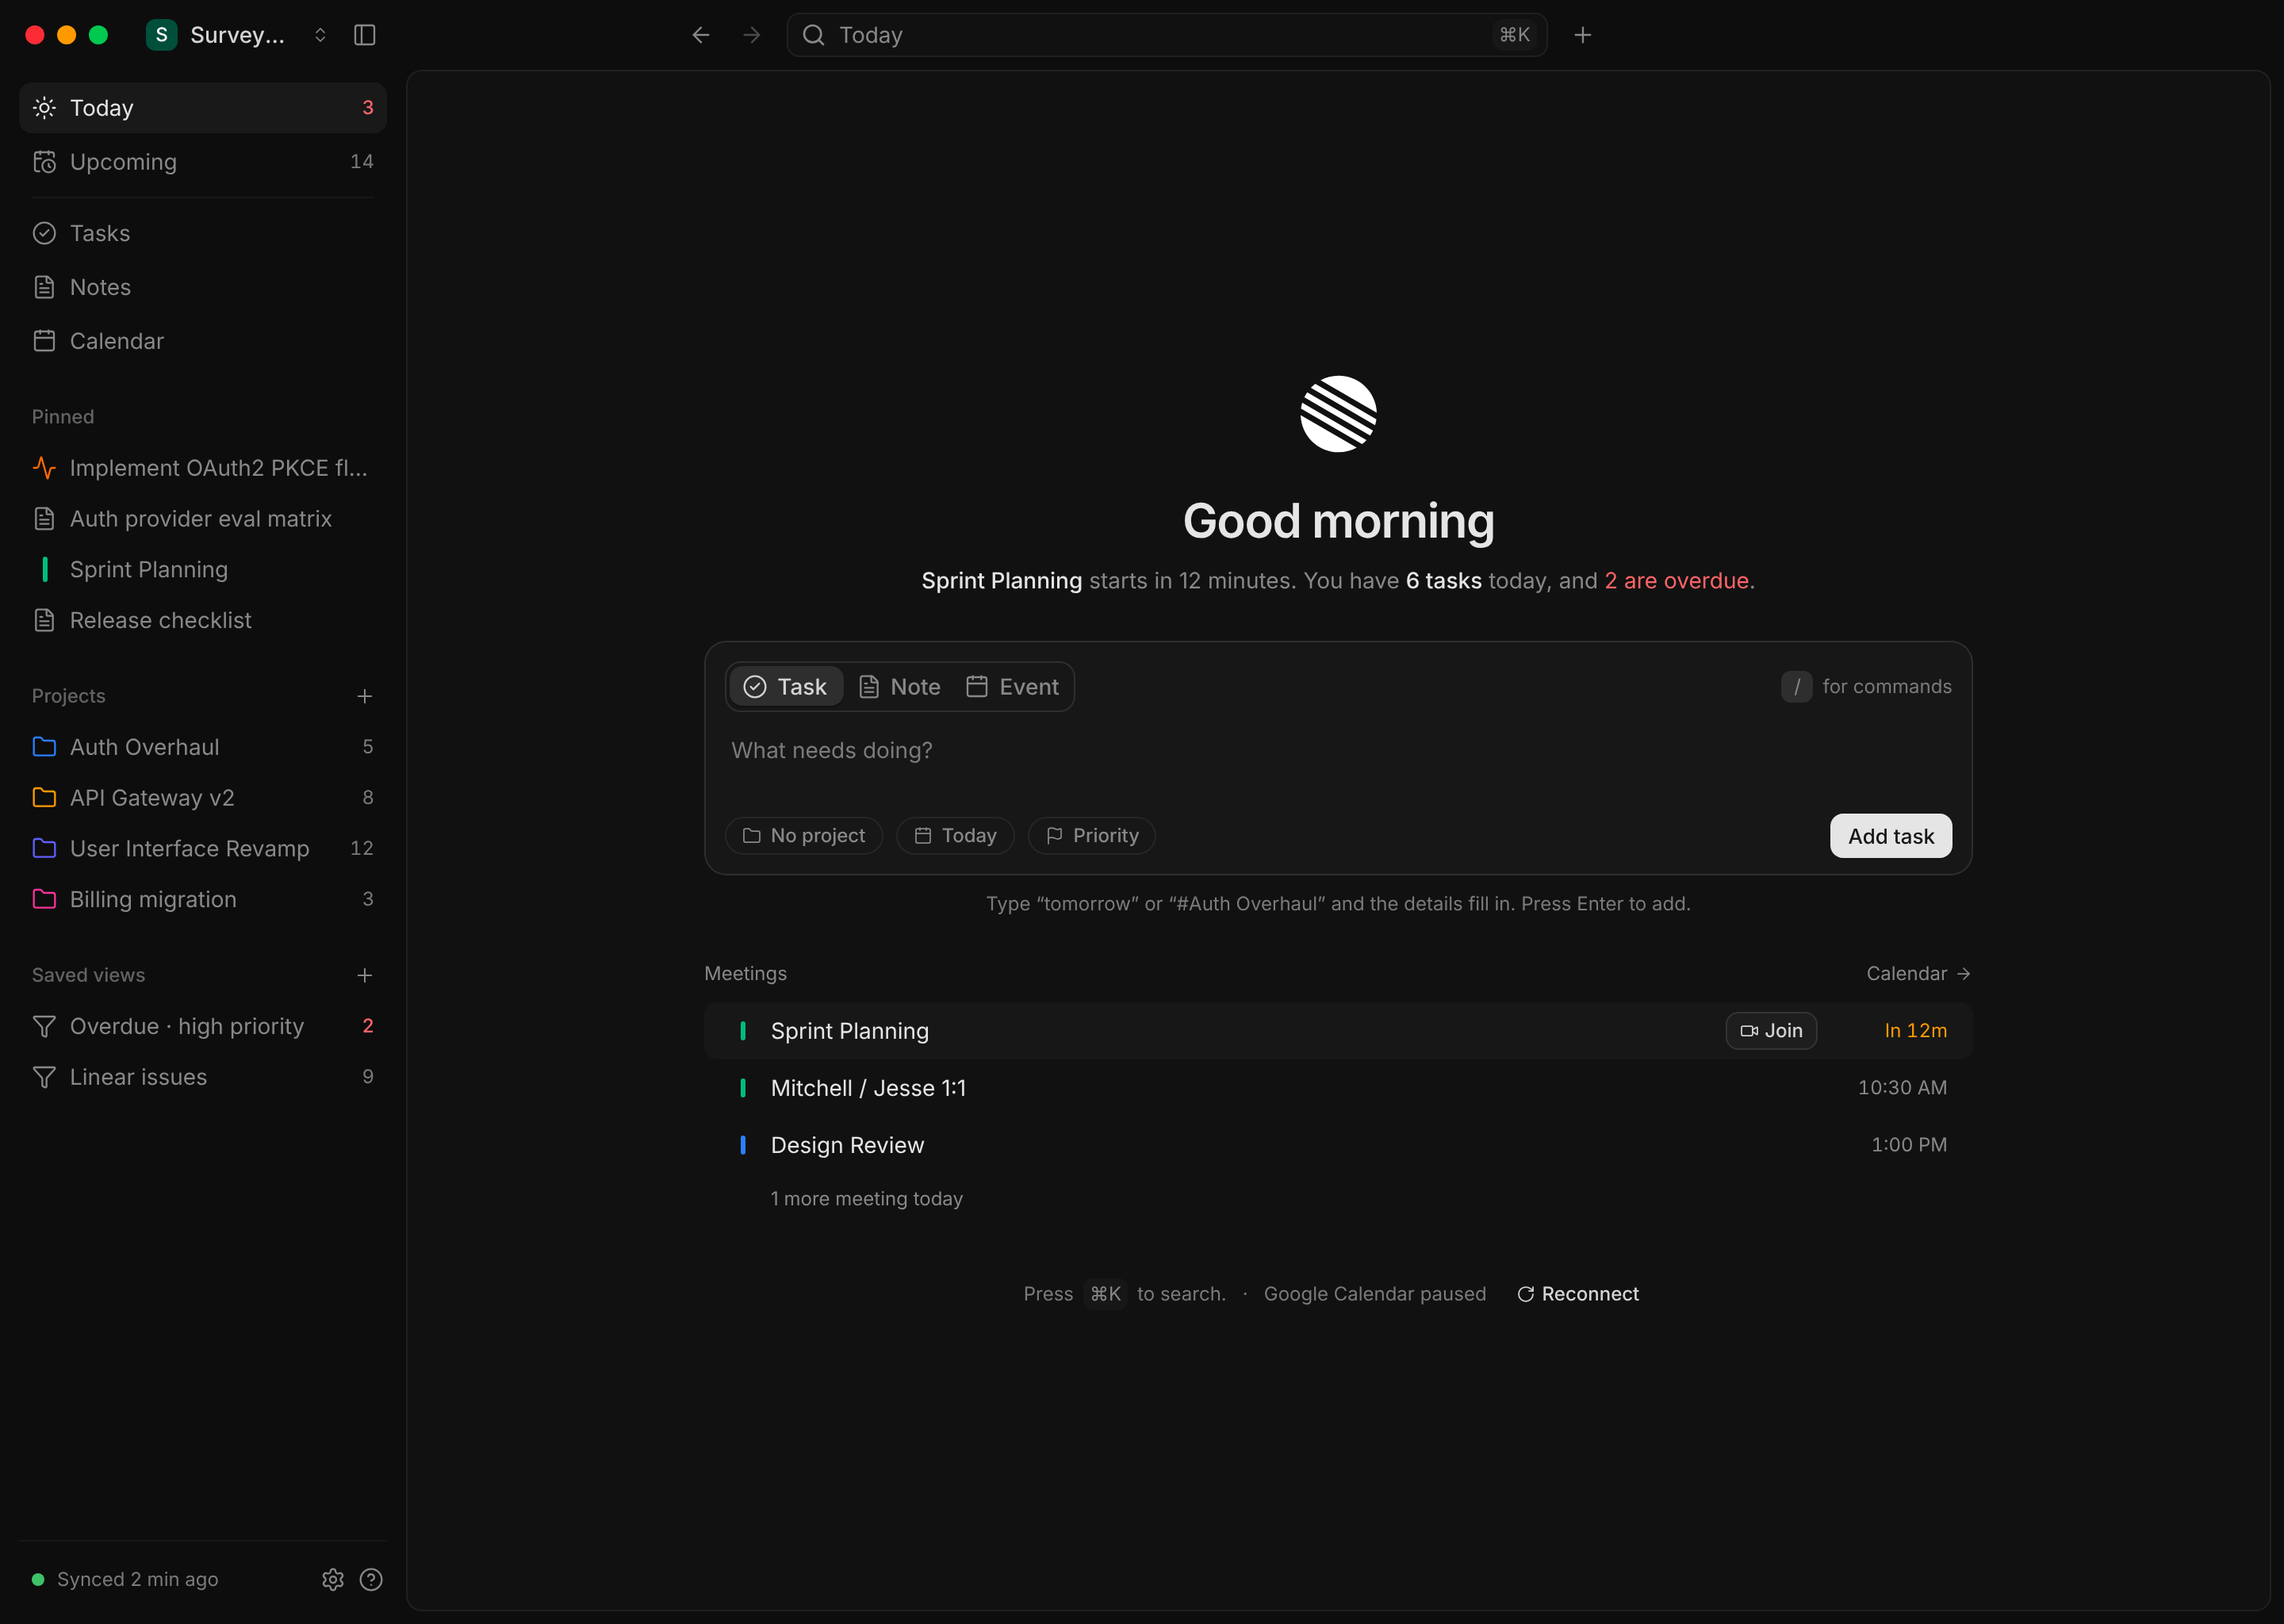 S Survey...
Today ⌘K
Today 3
Upcoming 14
Tasks
Notes
Calendar
Pinned
Implement OAuth2 PKCE fl...
Auth provider eval matrix
Sprint Planning
Release checklist
Projects
Auth Overhaul 5
API Gateway v2 8
User Interface Revamp 12
Billing migration 3
Saved views
Overdue · high priority 2
Linear issues 9
Synced 2 min ago
Good morning
Sprint Planning starts in 12 minutes. You have 6 tasks today, and 2 are overdue.
Task Note Event / for commands
What needs doing?
No project Today Priority Add task
Type “tomorrow” or “#Auth Overhaul” and the details fill in. Press Enter to add.
Meetings Calendar →
Sprint Planning Join In 12m
Mitchell / Jesse 1:1 10:30 AM
Design Review 1:00 PM
1 more meeting today
Press ⌘K to search. · Google Calendar paused Reconnect